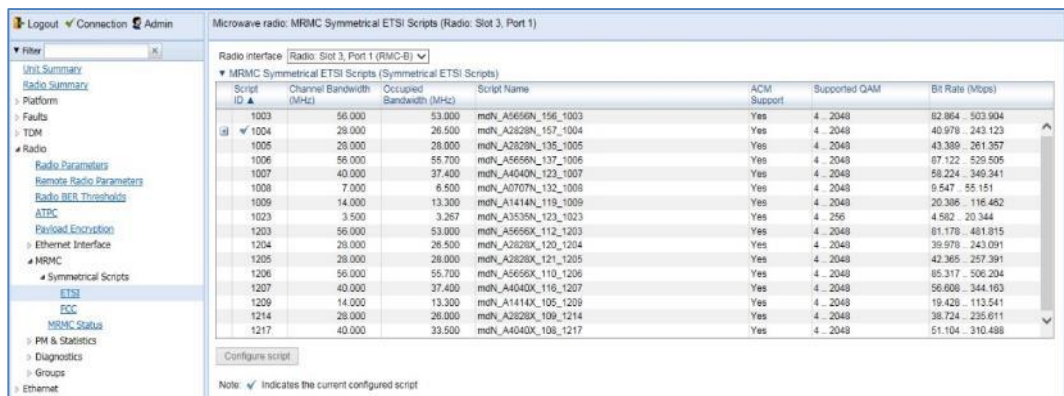 Logout Connection Admin
Microwave radio: MRMC Symmetrical ETSI Scripts (Radio: Slot 3, Port 1)
Filter
Unit Summary
Radio Summary
Platform
Faults
TDM
Radio
Radio Parameters
Remote Radio Parameters
Radio BER Thresholds
ATPC
Payload Encryption
Ethernet Interface
MRMC
Symmetrical Scripts
ETSI
FCC
MRMC Status
PM & Statistics
Diagnostics
Groups
Ethernet
Radio interface Radio: Slot 3, Port 1 (RMC-B)
MRMC Symmetrical ETSI Scripts (Symmetrical ETSI Scripts)
Script ID ▲ Channel Bandwidth (MHz) Occupied Bandwidth (MHz) Script Name ACM Support Supported QAM Bit Rate (Mbps)
1003 56.000 53.000 mdN_A5656N_156_1003 Yes 4 .. 2048 82.864 .. 503.904
1004 28.000 26.500 mdN_A2828N_157_1004 Yes 4 .. 2048 40.978 .. 243.123
1005 28.000 28.000 mdN_A2828N_135_1005 Yes 4 .. 2048 43.389 .. 261.357
1006 56.000 55.700 mdN_A5656N_137_1006 Yes 4 .. 2048 87.122 .. 529.505
1007 40.000 37.400 mdN_A4040N_123_1007 Yes 4 .. 2048 58.224 .. 349.341
1008 7.000 6.500 mdN_A0707N_132_1008 Yes 4 .. 2048 9.547 .. 55.151
1009 14.000 13.300 mdN_A1414N_119_1009 Yes 4 .. 2048 20.386 .. 116.462
1023 3.500 3.267 mdN_A3535N_123_1023 Yes 4 .. 256 4.582 .. 20.344
1203 56.000 53.000 mdN_A5656X_112_1203 Yes 4 .. 2048 81.178 .. 481.815
1204 28.000 26.500 mdN_A2828X_120_1204 Yes 4 .. 2048 39.978 .. 243.091
1205 28.000 28.000 mdN_A2828X_121_1205 Yes 4 .. 2048 42.365 .. 257.391
1206 56.000 55.700 mdN_A5656X_110_1206 Yes 4 .. 2048 85.317 .. 506.204
1207 40.000 37.400 mdN_A4040X_116_1207 Yes 4 .. 2048 56.608 .. 344.163
1209 14.000 13.300 mdN_A1414X_105_1209 Yes 4 .. 2048 19.428 .. 113.541
1214 28.000 26.000 mdN_A2828X_109_1214 Yes 4 .. 2048 38.724 .. 235.611
1217 40.000 33.500 mdN_A4040X_108_1217 Yes 4 .. 2048 51.104 .. 310.488
Configure script
Note: ✓ Indicates the current configured script